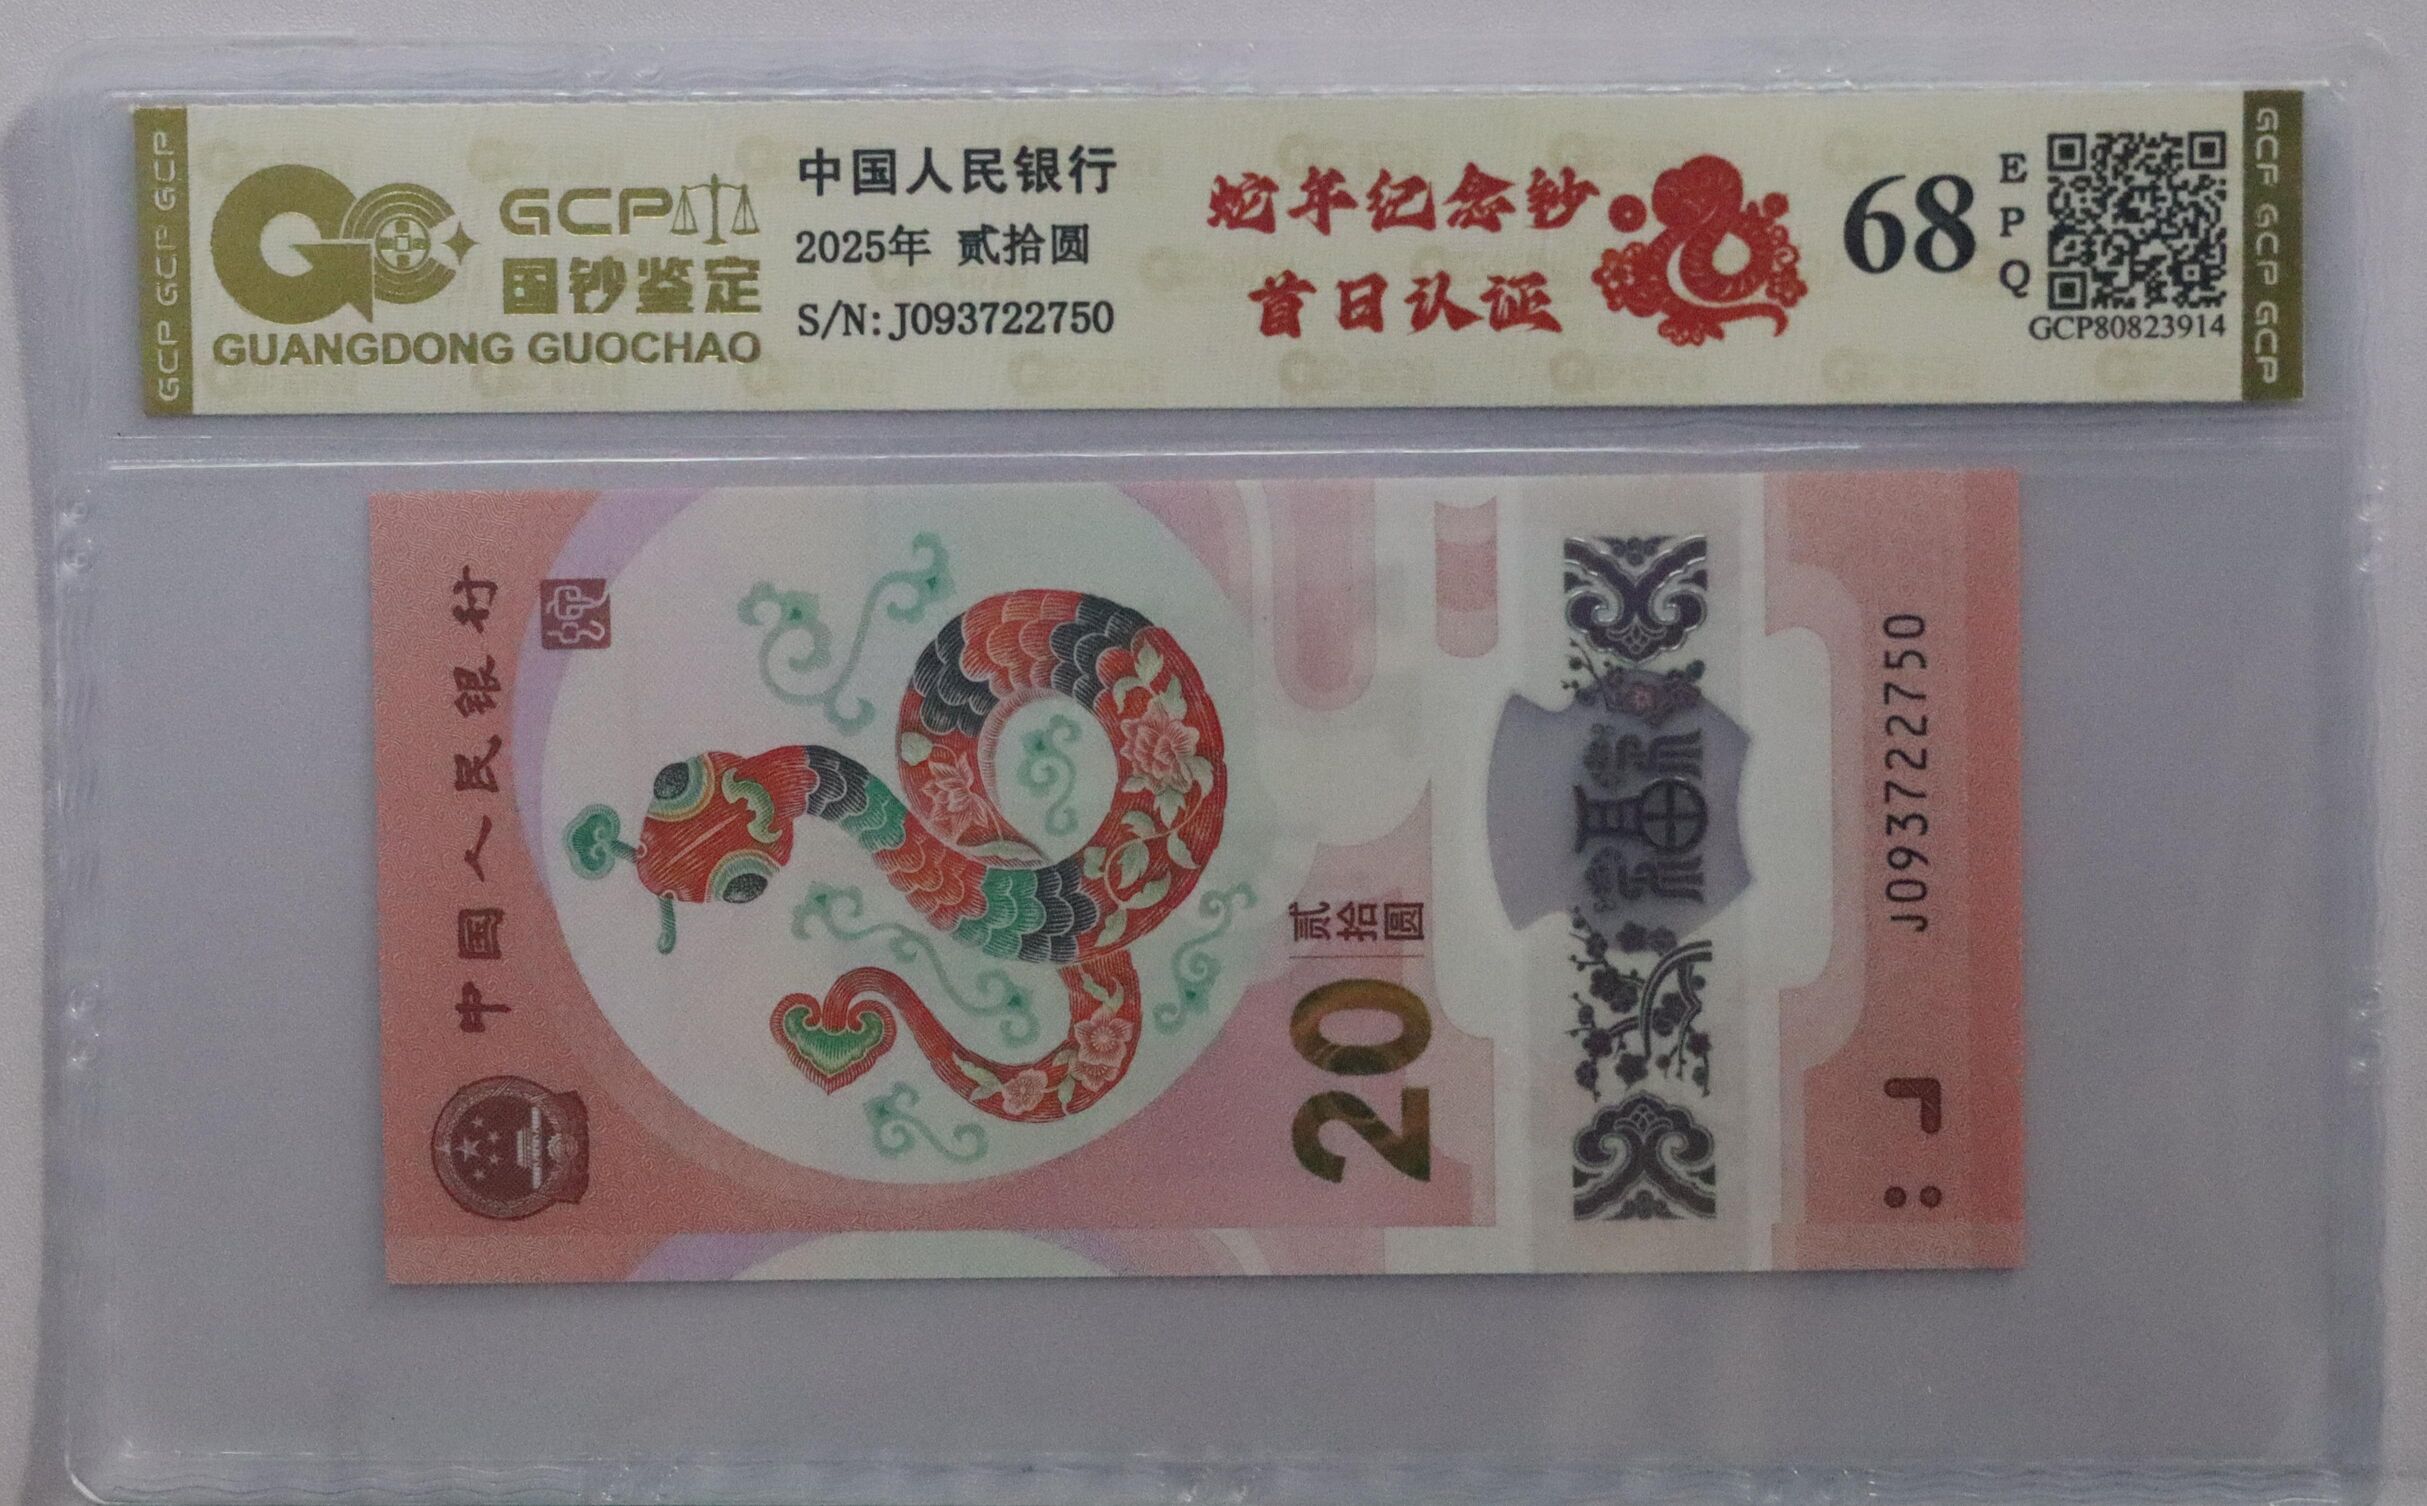 GCP GCP GCP
GCP
国钞鉴定
GUANGDONG GUOCHAO
中国人民银行
2025年 贰拾圆
S/N: J093722750
蛇年纪念钞
首日认证
68
EPQ
GCP80823914
GCP GCP GCP
中国人民银行
贰拾圆
20
福
J093722750